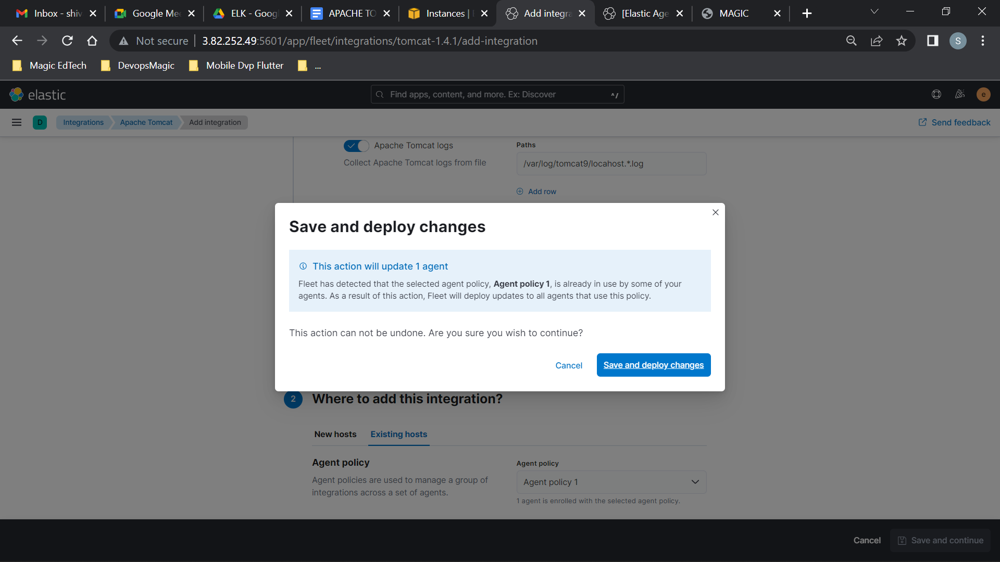 Inbox - shiv
Google Mee
ELK - Googl
APACHE TO
Instances |
Add integra
[Elastic Age
MAGIC
Not secure
3.82.252.49:5601/app/fleet/integrations/tomcat-1.4.1/add-integration
S
Magic EdTech
DevopsMagic
Mobile Dvp Flutter
...
elastic
Find apps, content, and more. Ex: Discover
^/
e
D
Integrations
Apache Tomcat
Add integration
Send feedback
Apache Tomcat logs
Collect Apache Tomcat logs from file
Paths
/var/log/tomcat9/locahost.*.log
Add row
Save and deploy changes
This action will update 1 agent
Fleet has detected that the selected agent policy, Agent policy 1, is already in use by some of your
agents. As a result of this action, Fleet will deploy updates to all agents that use this policy.
This action can not be undone. Are you sure you wish to continue?
Cancel
Save and deploy changes
2
Where to add this integration?
New hosts
Existing hosts
Agent policy
Agent policies are used to manage a group of
integrations across a set of agents.
Agent policy
Agent policy 1
1 agent is enrolled with the selected agent policy.
Cancel
Save and continue